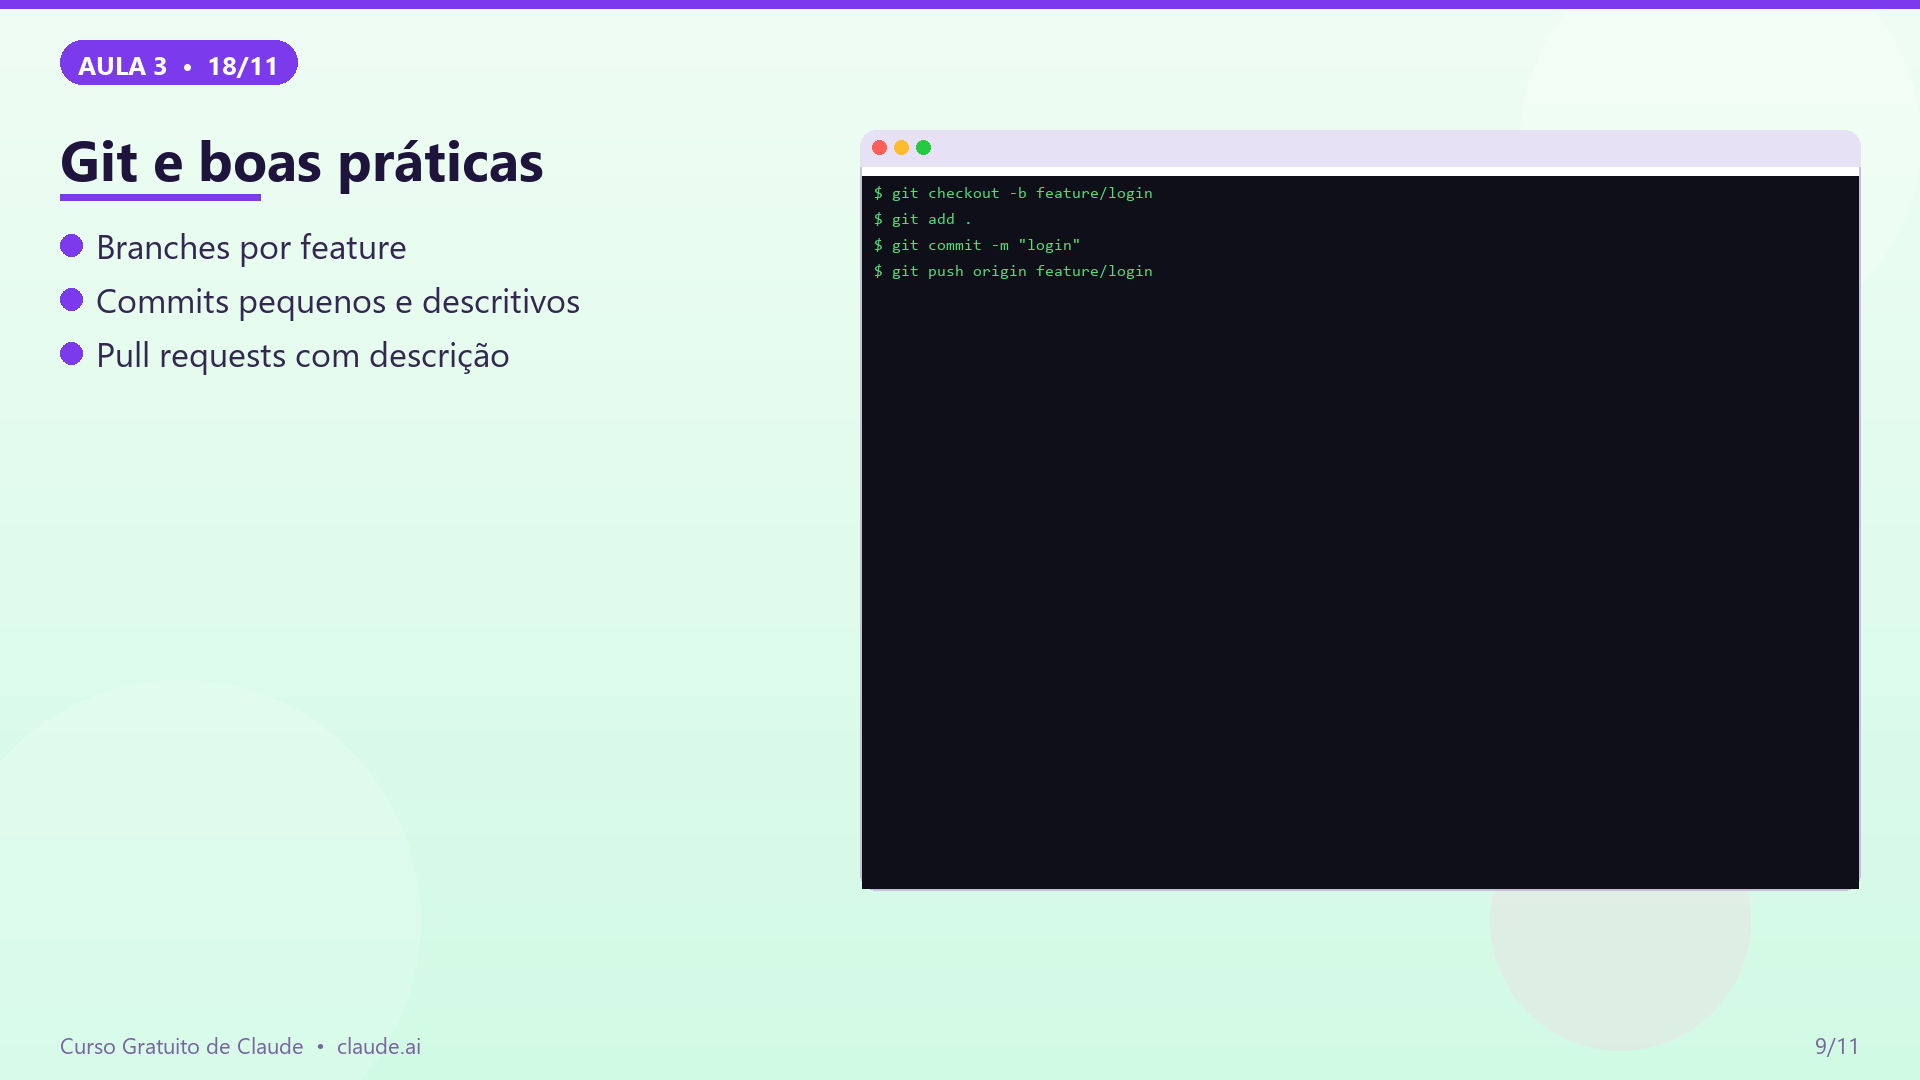 AULA 3 • 18/11
Git e boas práticas
Branches por feature
Commits pequenos e descritivos
Pull requests com descrição
$ git checkout -b feature/login
$ git add .
$ git commit -m "login"
$ git push origin feature/login
Curso Gratuito de Claude • claude.ai
9/11